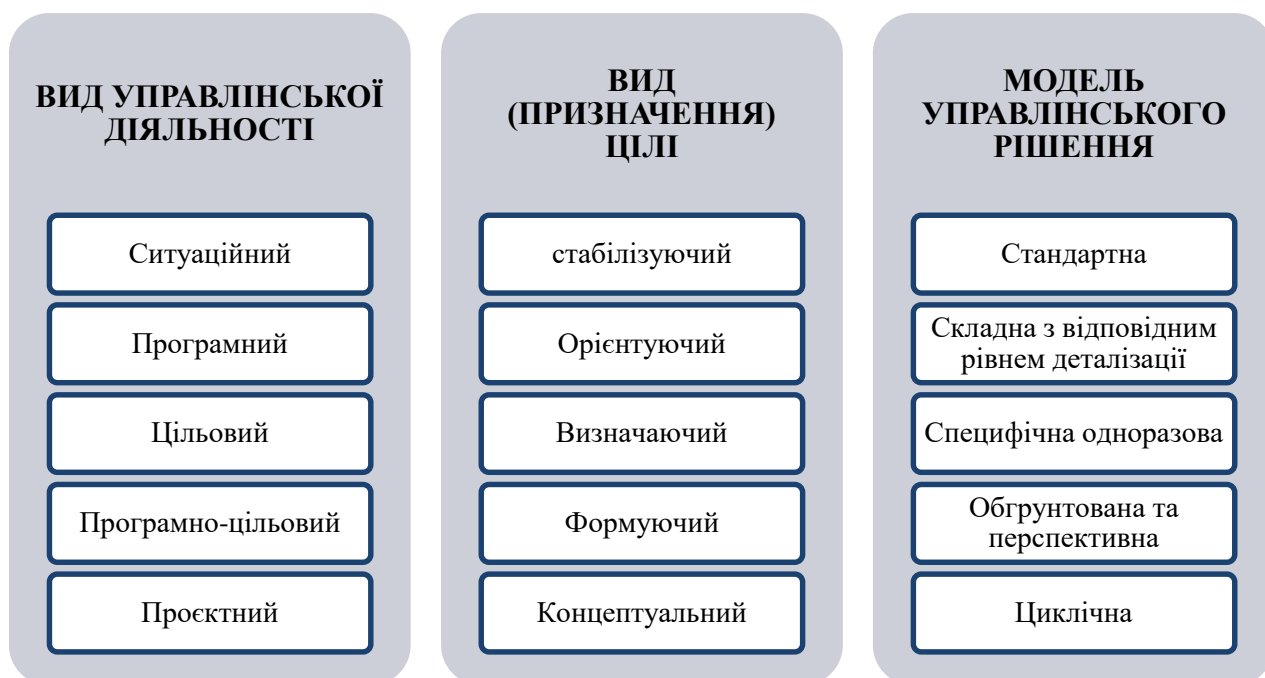 ВИД УПРАВЛІНСЬКОЇ
ДІЯЛЬНОСТІ
Ситуаційний
Програмний
Цільовий
Програмно-цільовий
Проєктний
ВИД
(ПРИЗНАЧЕННЯ)
ЦІЛІ
стабілізуючий
Орієнтуючий
Визначаючий
Формуючий
Концептуальний
МОДЕЛЬ
УПРАВЛІНСЬКОГО
РІШЕННЯ
Стандартна
Складна з відповідним
рівнем деталізації
Специфічна одноразова
Обгрунтована та
перспективна
Циклічна